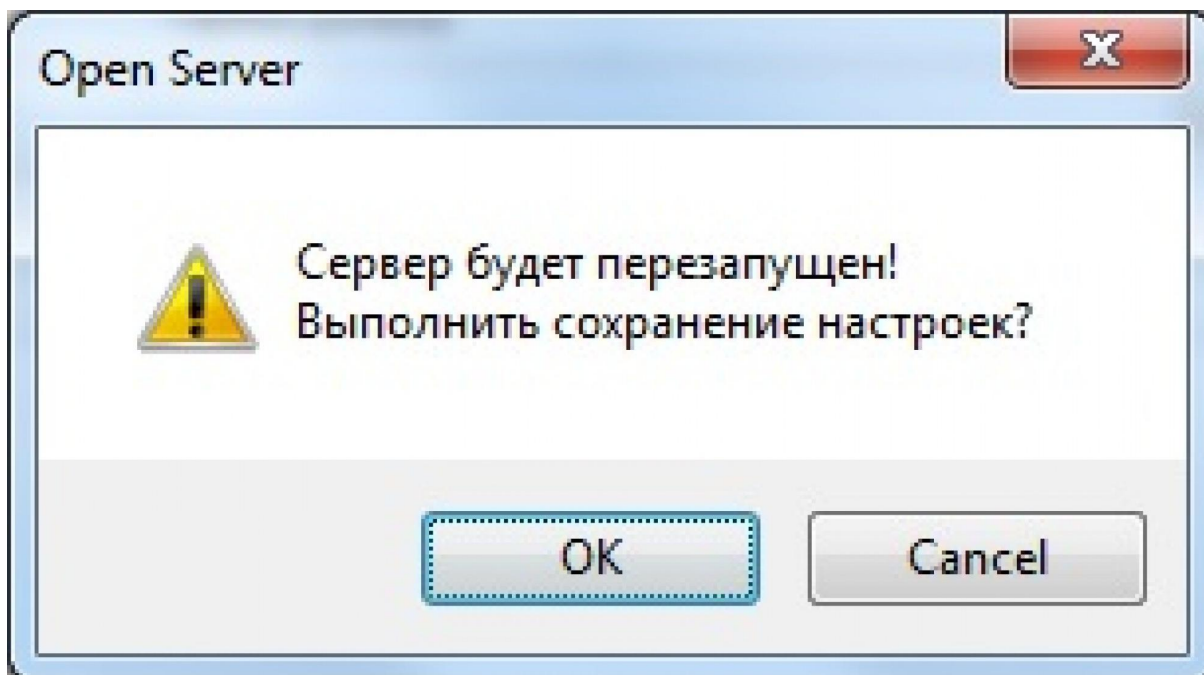 Open Server
Сервер будет перезапущен!
Выполнить сохранение настроек?
OK
Cancel